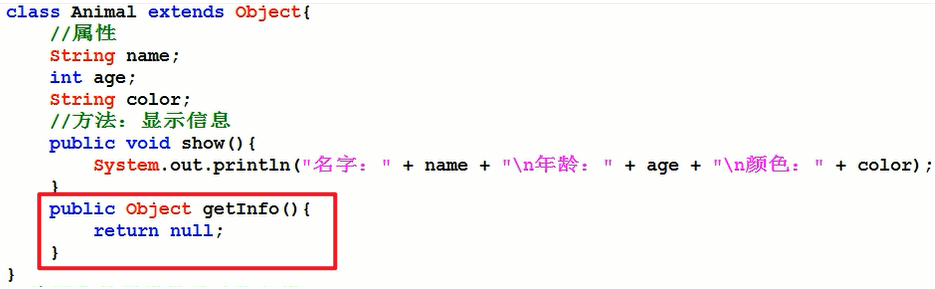 class Animal extends Object{
    //属性
    String name;
    int age;
    String color;
    //方法：显示信息
    public void show(){
        System.out.println("名字：" + name + "\n年龄：" + age + "\n颜色：" + color);
    }
    public Object getInfo(){
        return null;
    }
}